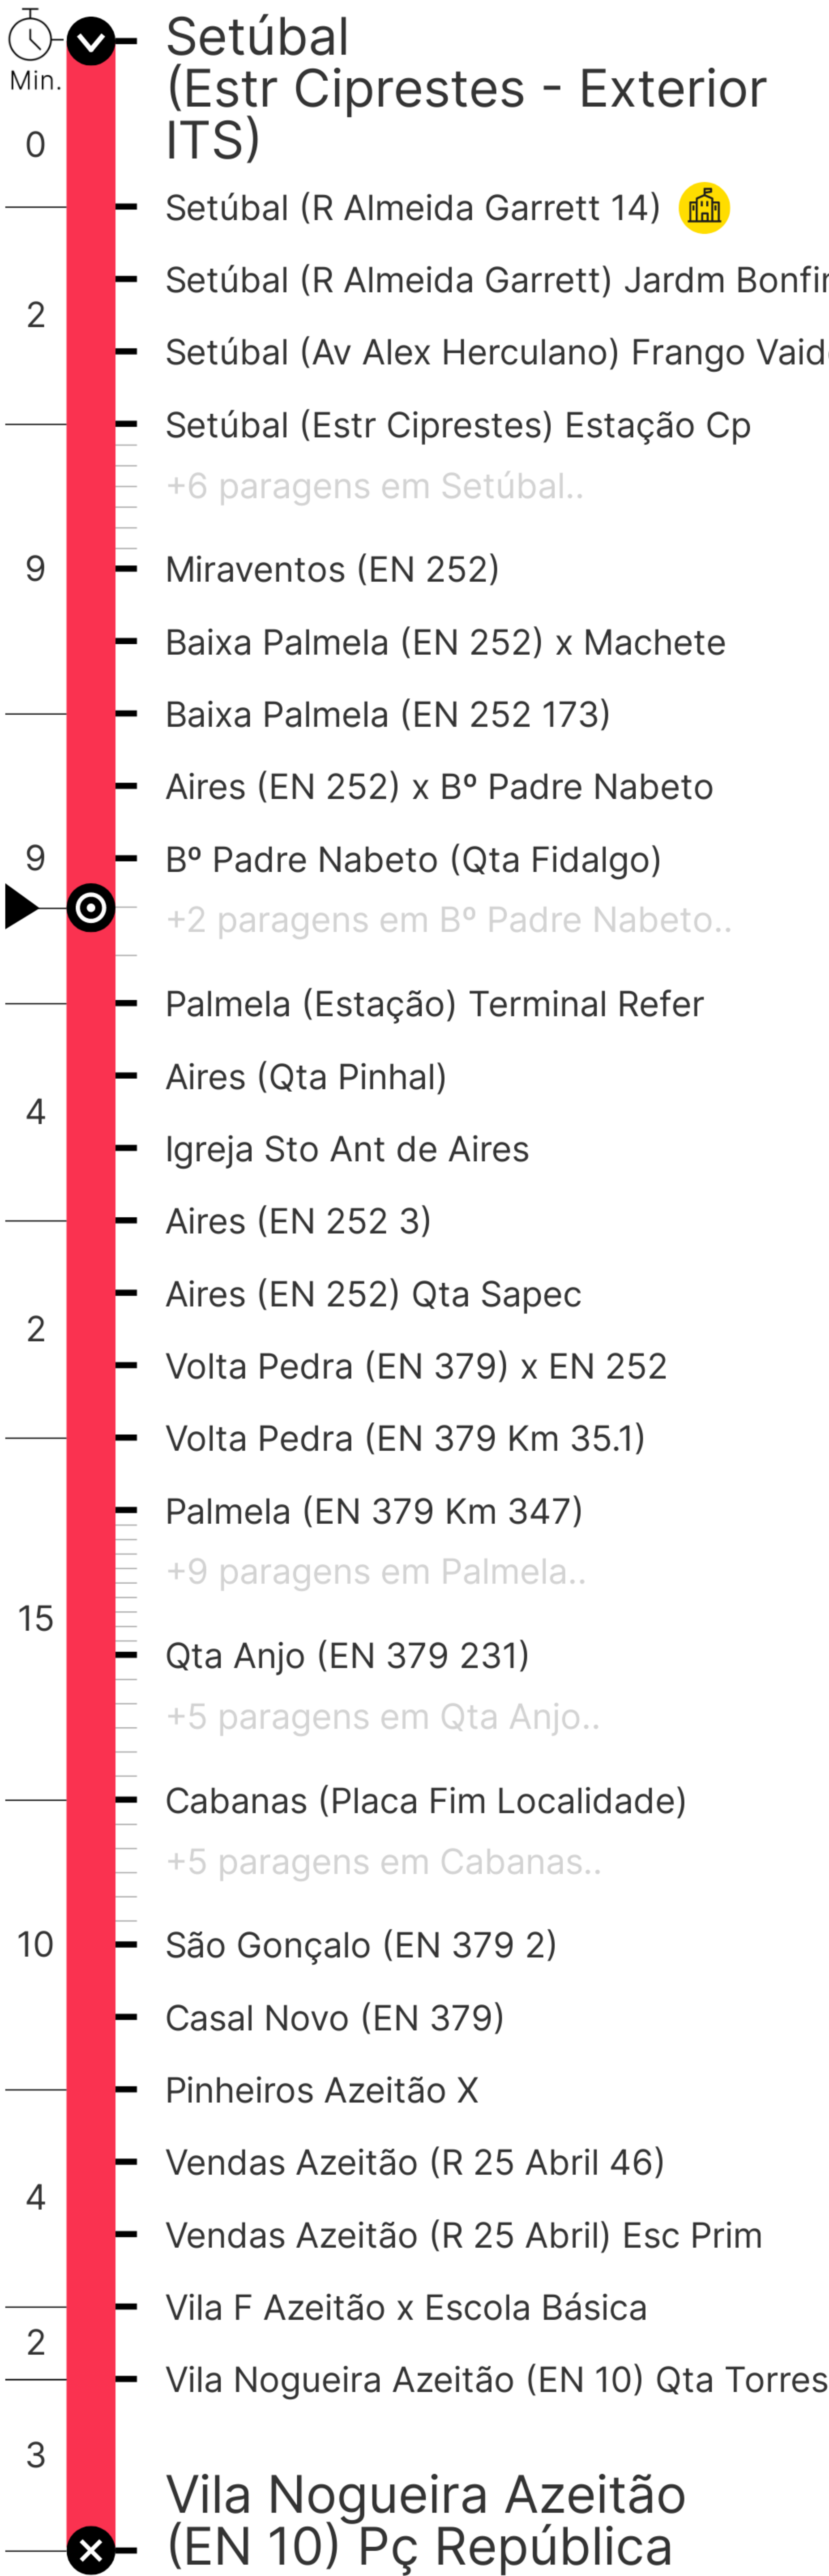 Min.
Setúbal
(Estr Ciprestes - Exterior
ITS)
0
Setúbal (R Almeida Garrett 14)
Setúbal (R Almeida Garrett) Jardm
2
Setúbal (Av Alex Herculano) Frango
Setúbal (Estr Ciprestes) Estação Cp
+6 paragens em Setúbal..
9
Miraventos (EN 252)
Baixa Palmela (EN 252) x Machete
Baixa Palmela (EN 252 173)
Aires (EN 252) x Bº Padre Nabeto
9
Bº Padre Nabeto (Qta Fidalgo)
+2 paragens em Bº Padre Nabeto..
Palmela (Estação) Terminal Refer
Aires (Qta Pinhal)
4
Igreja Sto Ant de Aires
Aires (EN 252 3)
Aires (EN 252) Qta Sapec
2
Volta Pedra (EN 379) x EN 252
Volta Pedra (EN 379 Km 35.1)
Palmela (EN 379 Km 347)
+9 paragens em Palmela..
15
Qta Anjo (EN 379 231)
+5 paragens em Qta Anjo..
Cabanas (Placa Fim Localidade)
+5 paragens em Cabanas..
10
São Gonçalo (EN 379 2)
Casal Novo (EN 379)
Pinheiros Azeitão X
Vendas Azeitão (R 25 Abril 46)
4
Vendas Azeitão (R 25 Abril) Esc Prim
Vila F Azeitão x Escola Básica
2
Vila Nogueira Azeitão (EN 10) Qta Torres
3
Vila Nogueira Azeitão
(EN 10) Pç República